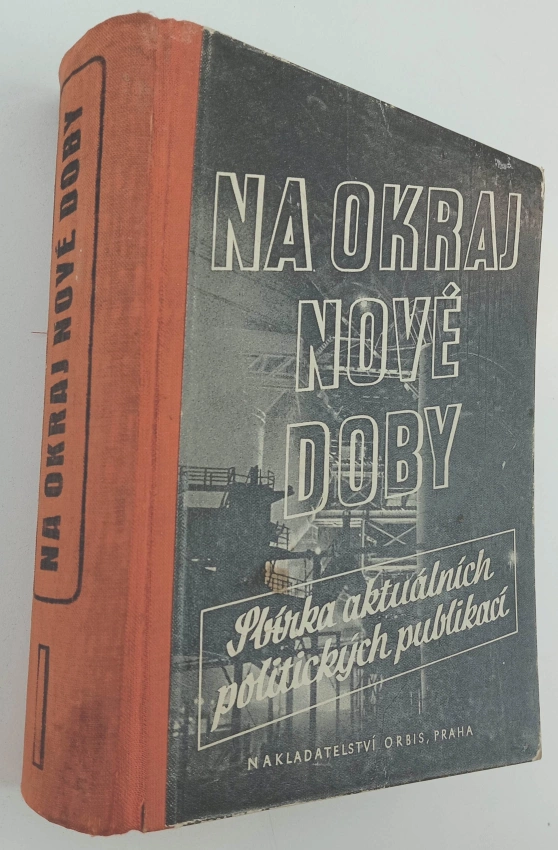 NA OKRAJ NOVÉ DOBY
NA OKRAJ
NOVÉ
DOBY
Sbírka aktuálních
politických publikací
NAKLADATELSTVÍ ORBIS, PRAHA